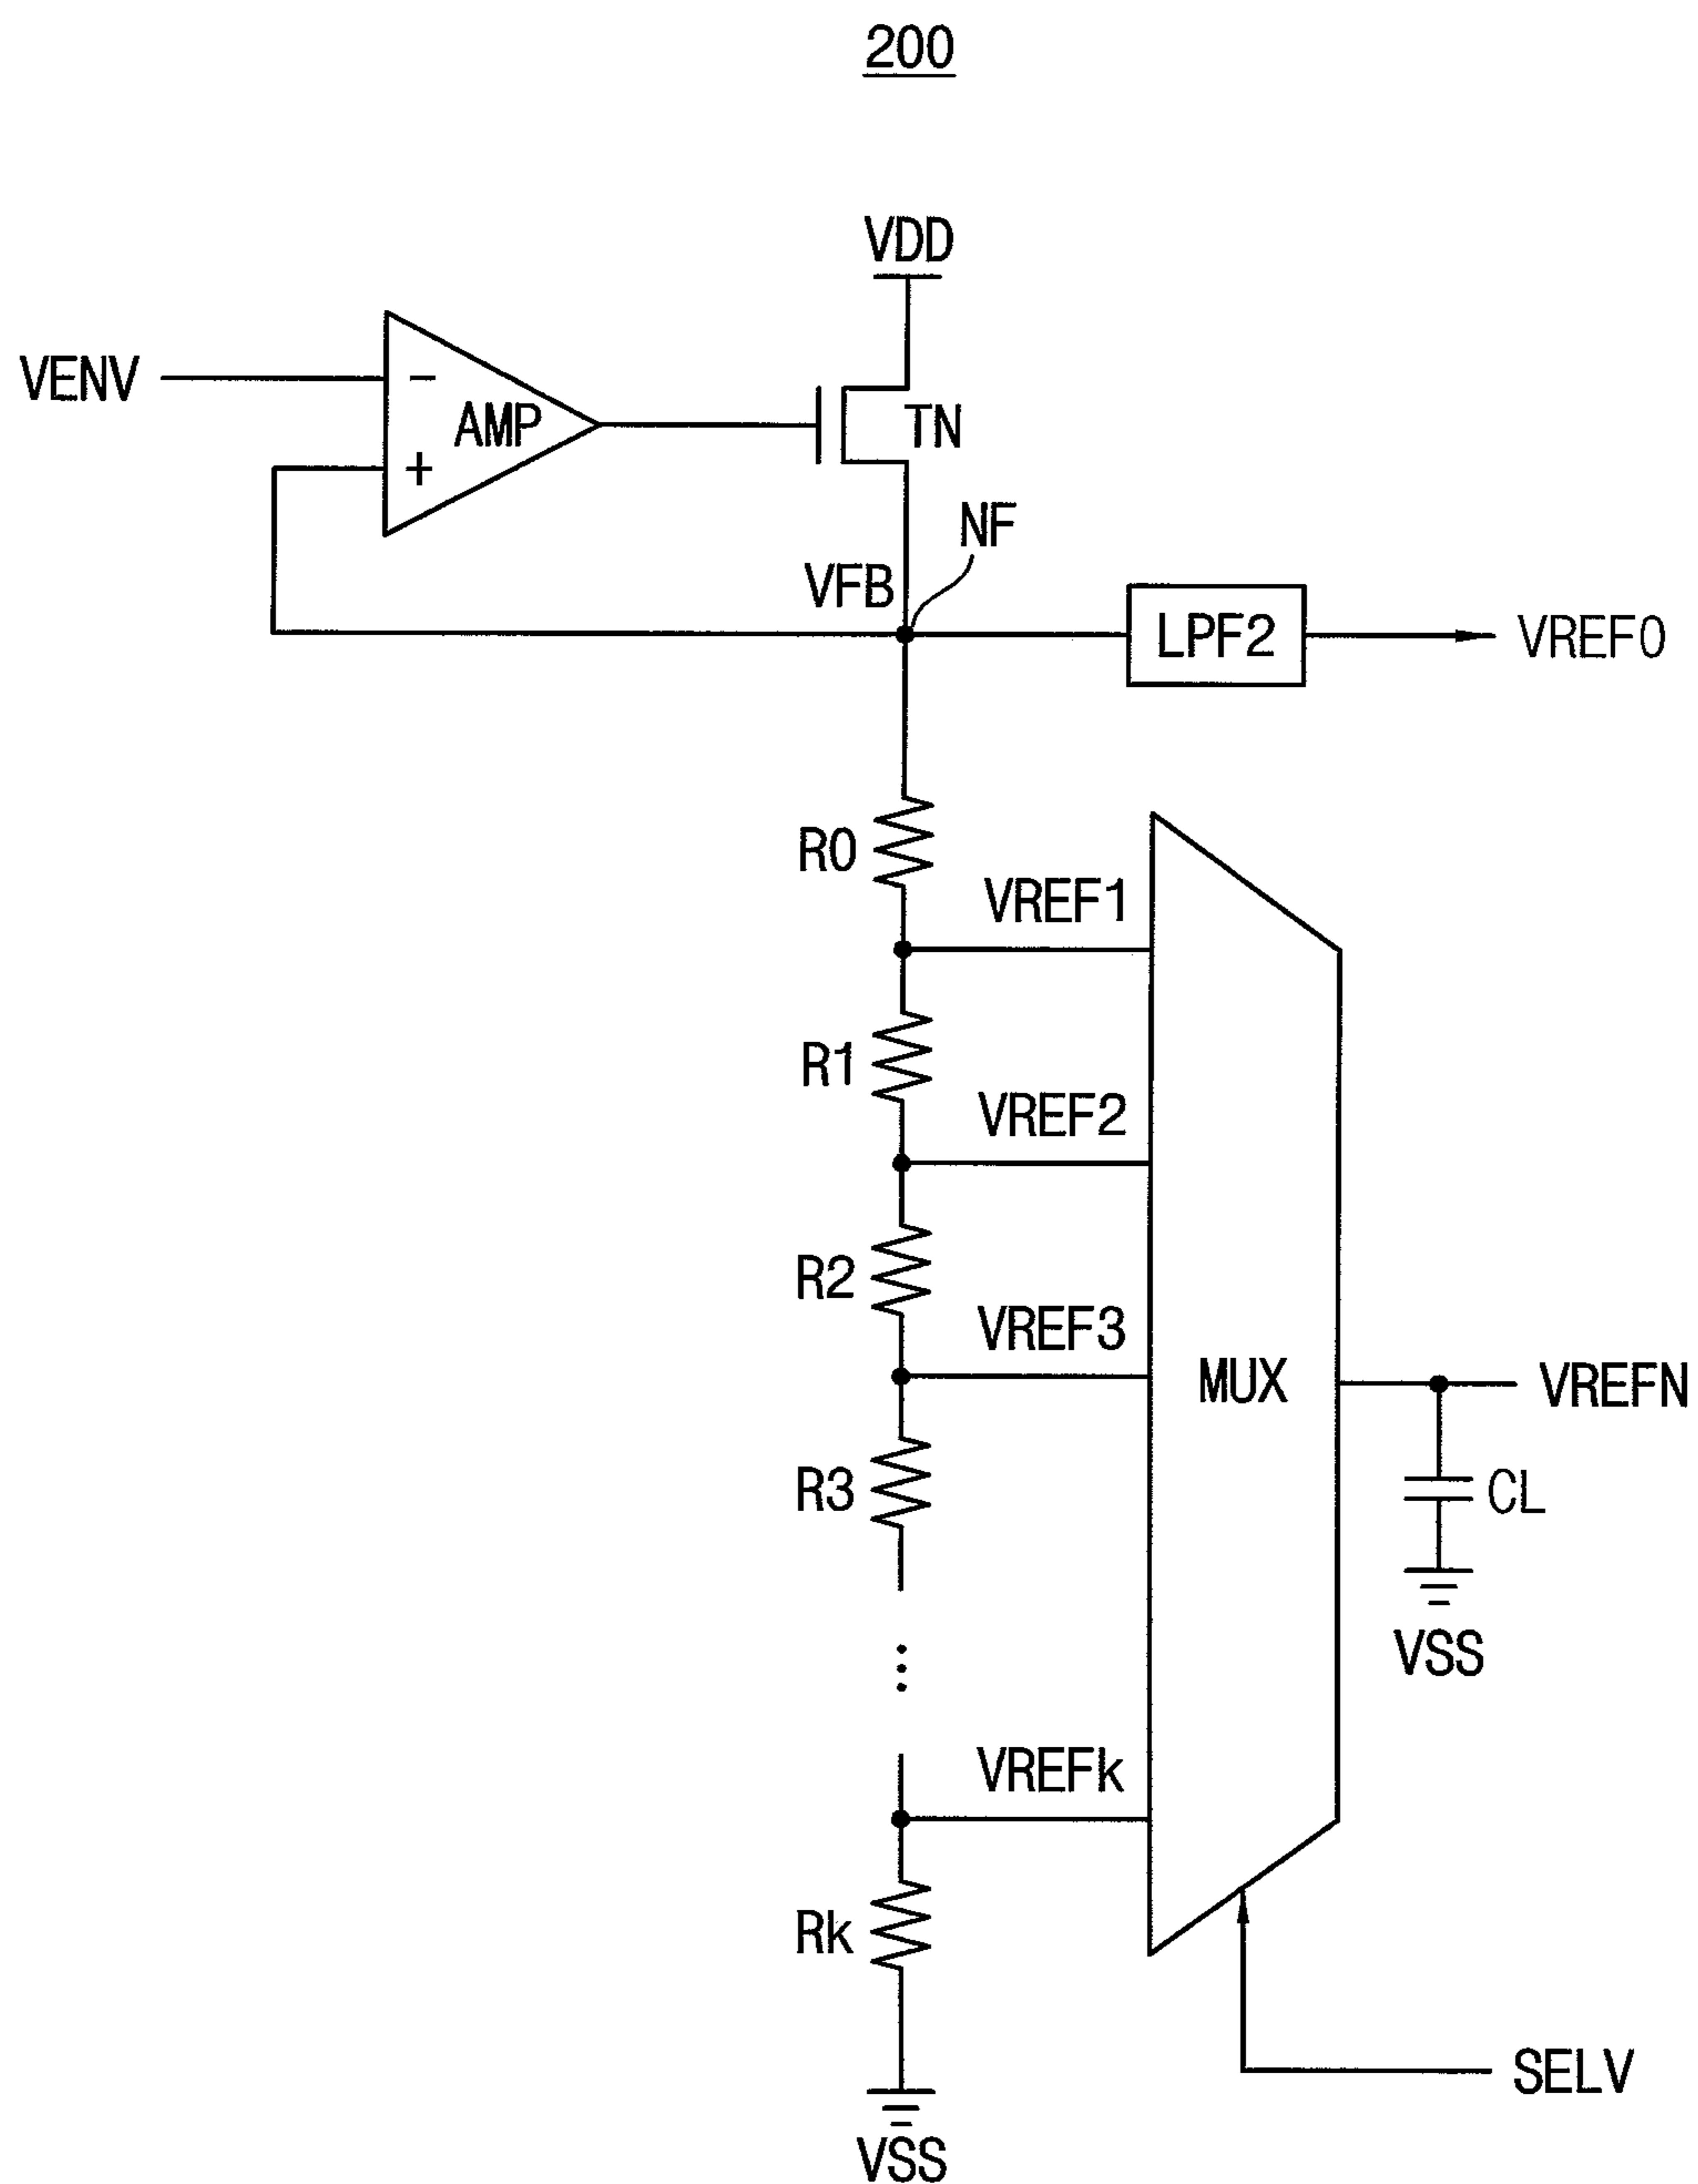 200
VDD
VENV
-
AMP
+
TN
NF
VFB
LPF2
VREF0
R0
VREF1
R1
VREF2
R2
VREF3
MUX
VREFN
R3
CL
VSS
VREFk
Rk
SELV
VSS